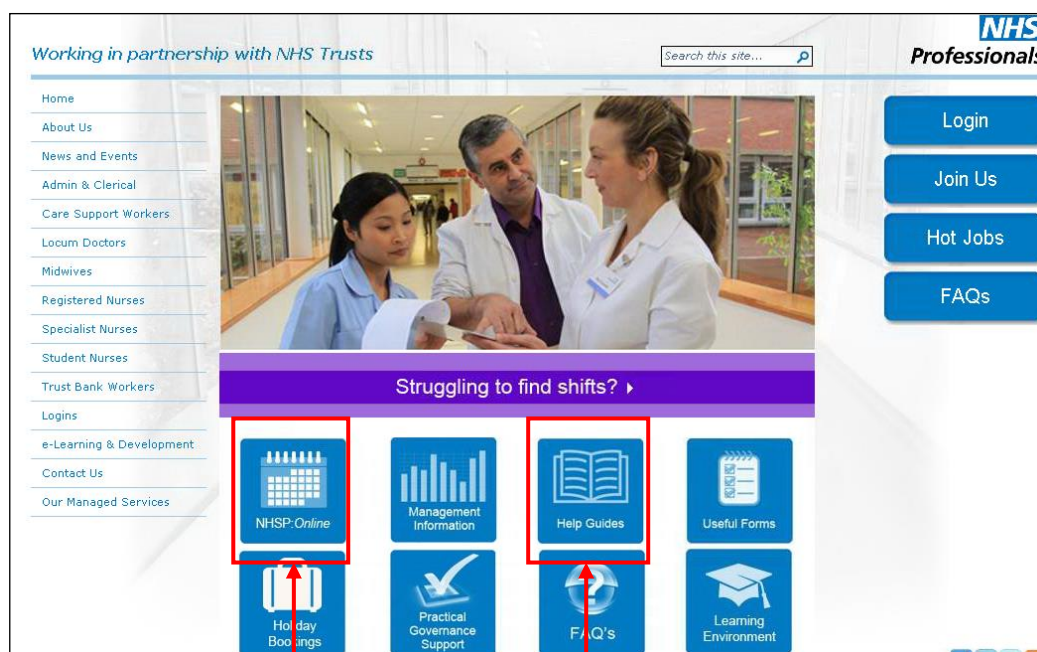 NHS
Working in partnership with NHS Trusts
Search this site...
Professionals
Home
About Us
News and Events
Admin & Clerical
Care Support Workers
Locum Doctors
Midwives
Registered Nurses
Specialist Nurses
Student Nurses
Trust Bank Workers
Logins
e-Learning & Development
Contact Us
Our Managed Services
Login
Join Us
Hot Jobs
FAQs
Struggling to find shifts?
NHSP:Online
Management
Information
Help Guides
Useful Forms
Holiday
Bookings
Practical
Governance
Support
FAQ's
Learning
Environment